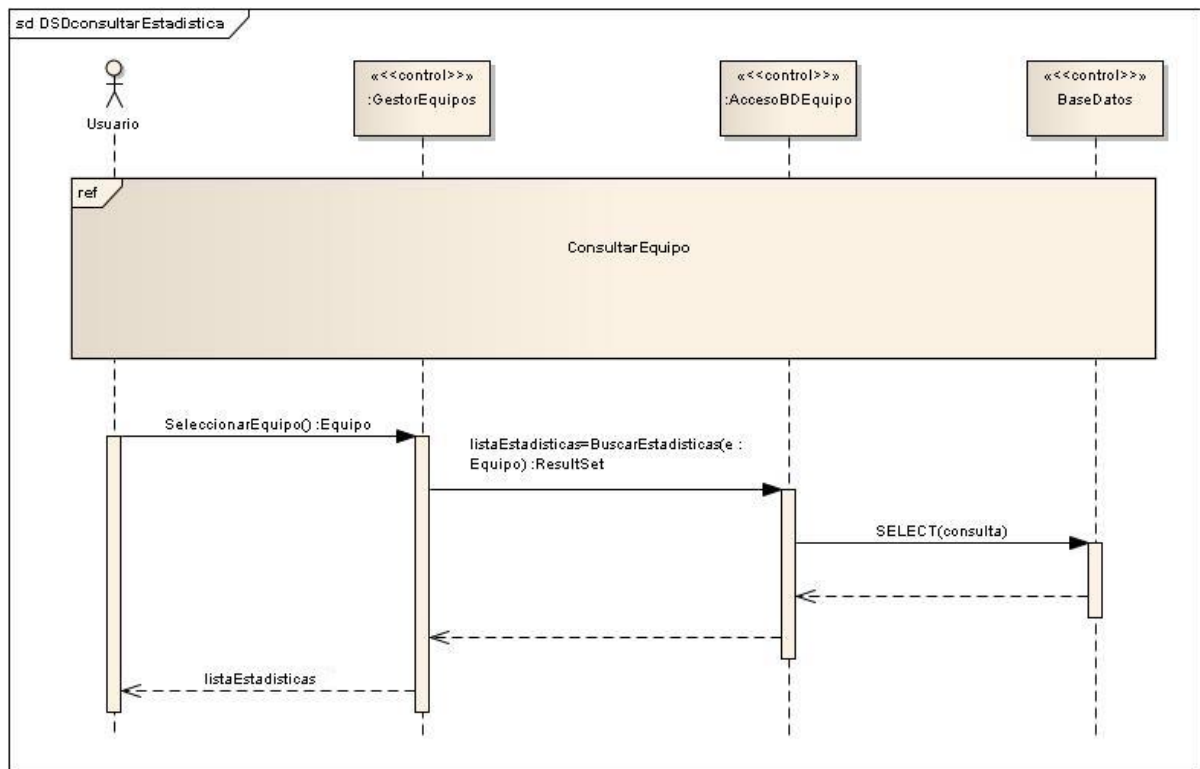 sd DSDconsultarEstadistica
Usuario
«<<control>>»
:GestorEquipos
«<<control>>»
:AccesoBDEquipo
«<<control>>»
BaseDatos
ref
ConsultarEquipo
SeleccionarEquipo() :Equipo
listaEstadisticas=BuscarEstadisticas(e :
Equipo) :ResultSet
SELECT(consulta)
listaEstadisticas